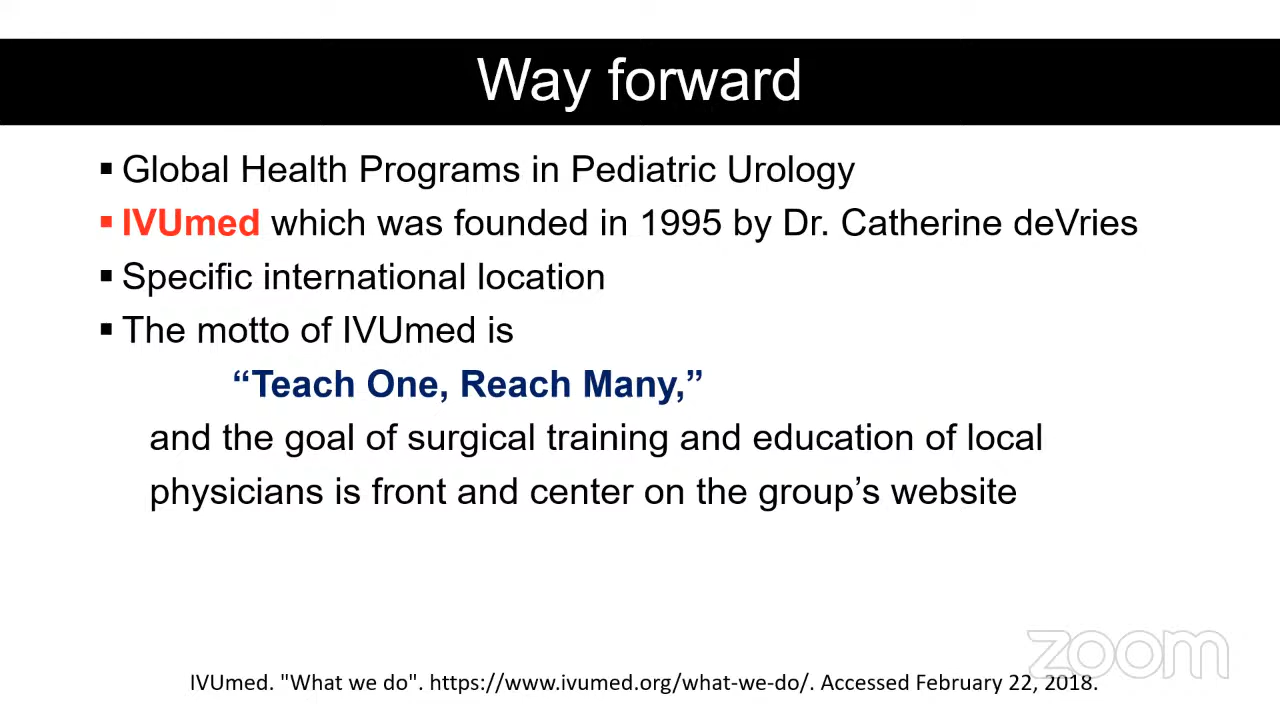 Way forward
▪ Global Health Programs in Pediatric Urology
▪ IVUmed which was founded in 1995 by Dr. Catherine deVries
▪ Specific international location
▪ The motto of IVUmed is
“Teach One, Reach Many,”
and the goal of surgical training and education of local
physicians is front and center on the group’s website
zoom
IVUmed. "What we do". https://www.ivumed.org/what-we-do/. Accessed February 22, 2018.